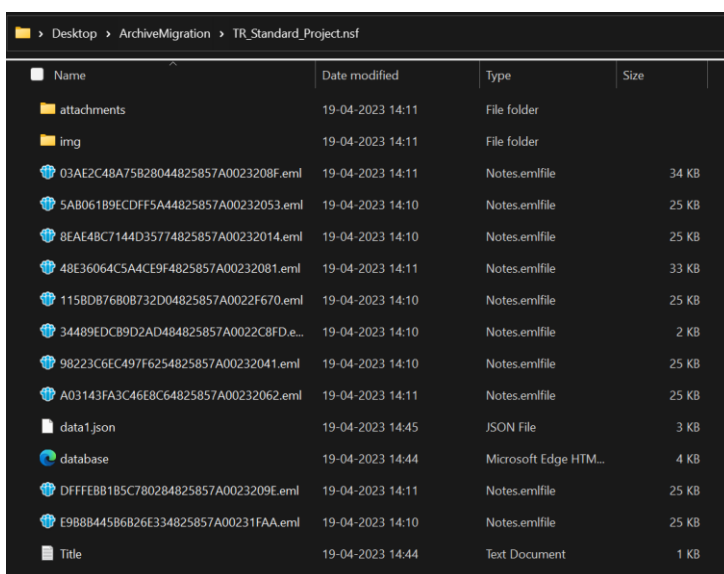 Desktop > ArchiveMigration > TR_Standard_Project.nsf
Name Date modified Type Size
attachments 19-04-2023 14:11 File folder
img 19-04-2023 14:11 File folder
03AE2C48A75B28044825857A0023208F.eml 19-04-2023 14:11 Notes.emlfile 34 KB
5AB061B9ECDFF5A44825857A00232053.eml 19-04-2023 14:10 Notes.emlfile 25 KB
8EAE4BC7144D35774825857A00232014.eml 19-04-2023 14:10 Notes.emlfile 25 KB
48E36064C5A4CE9F4825857A00232081.eml 19-04-2023 14:11 Notes.emlfile 33 KB
115BDB76B0B732D04825857A0022F670.eml 19-04-2023 14:10 Notes.emlfile 25 KB
34489EDCB9D2AD484825857A0022C8FD.e... 19-04-2023 14:10 Notes.emlfile 2 KB
98223C6EC497F6254825857A00232041.eml 19-04-2023 14:10 Notes.emlfile 25 KB
A03143FA3C46E8C64825857A00232062.eml 19-04-2023 14:11 Notes.emlfile 25 KB
data1.json 19-04-2023 14:45 JSON File 3 KB
database 19-04-2023 14:44 Microsoft Edge HTM... 4 KB
DFFFEBB1B5C780284825857A0023209E.eml 19-04-2023 14:11 Notes.emlfile 25 KB
E9B8B445B6B26E334825857A00231FAA.eml 19-04-2023 14:10 Notes.emlfile 25 KB
Title 19-04-2023 14:44 Text Document 1 KB